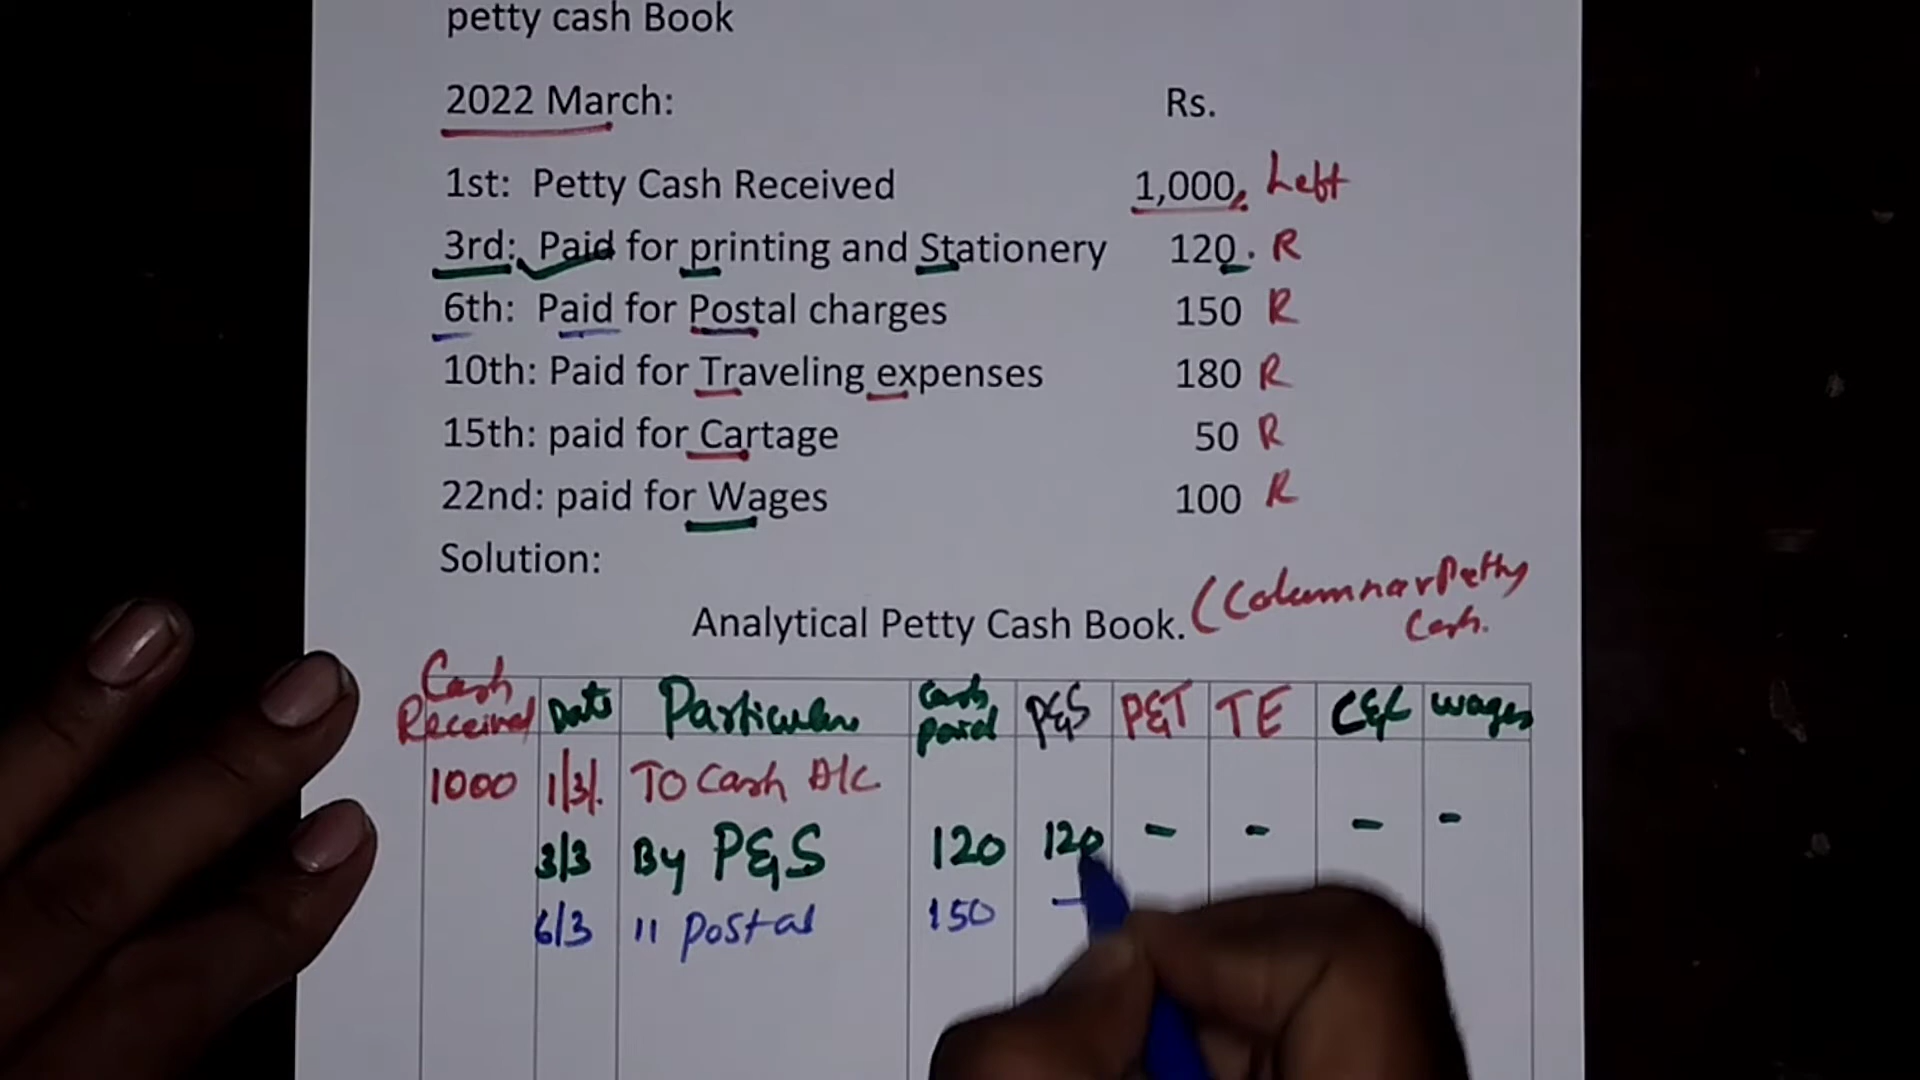 petty cash Book
2022 March: Rs.
1st: Petty Cash Received 1,000 Left
3rd: Paid for printing and Stationery 120 R
6th: Paid for Postal charges 150 R
10th: Paid for Traveling expenses 180 R
15th: paid for Cartage 50 R
22nd: paid for Wages 100 R
Solution:
Analytical Petty Cash Book. (Columnar Petty
Cash.
Cash Received Date Particulars Cash paid P&S P&T TE C&C wages
1000 1/3/. To Cash A/c
3/3 By P&S 120 120 - - - -
6/3 11 Postal 150 -